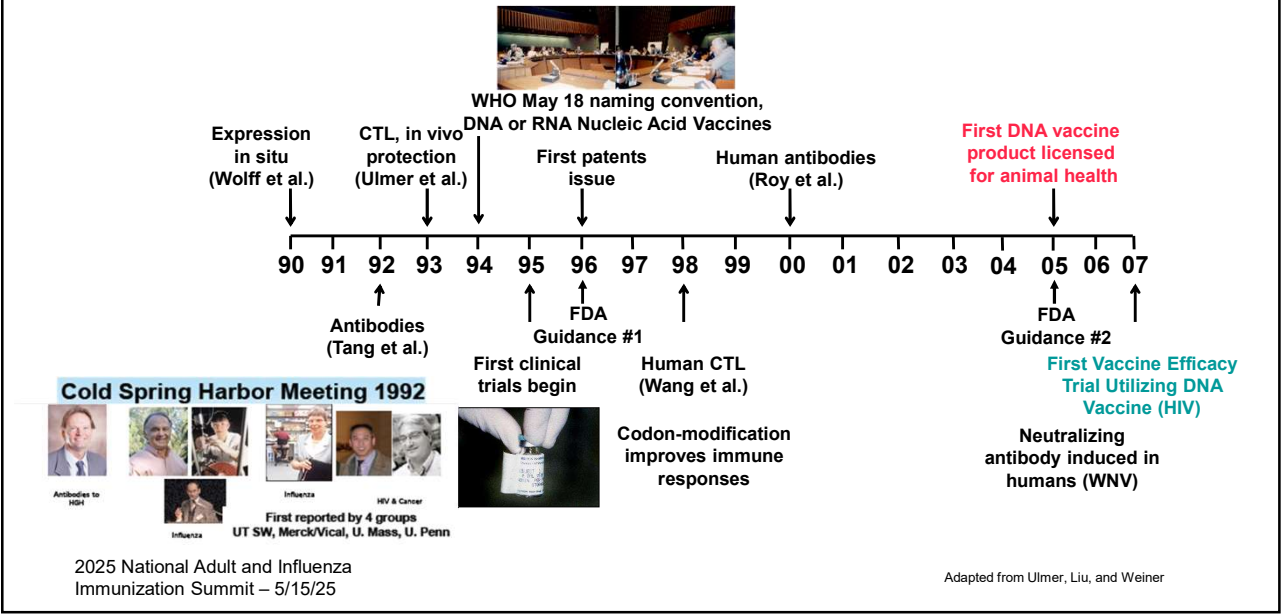 WHO May 18 naming convention,
DNA or RNA Nucleic Acid Vaccines
Expression
in situ
(Wolff et al.)
CTL, in vivo
protection
(Ulmer et al.)
First patents
issue
Human antibodies
(Roy et al.)
First DNA vaccine
product licensed
for animal health
90 91 92 93 94 95 96 97 98 99 00 01 02 03 04 05 06 07
Antibodies
(Tang et al.)
FDA
Guidance #1
First clinical
trials begin
Human CTL
(Wang et al.)
Codon-modification
improves immune
responses
FDA
Guidance #2
First Vaccine Efficacy
Trial Utilizing DNA
Vaccine (HIV)
Neutralizing
antibody induced in
humans (WNV)
Cold Spring Harbor Meeting 1992
Antibodies to
HGH
Influenza
Influenza
HIV & Cancer
First reported by 4 groups
UT SW, Merck/Vical, U. Mass, U. Penn
2025 National Adult and Influenza
Immunization Summit – 5/15/25
Adapted from Ulmer, Liu, and Weiner